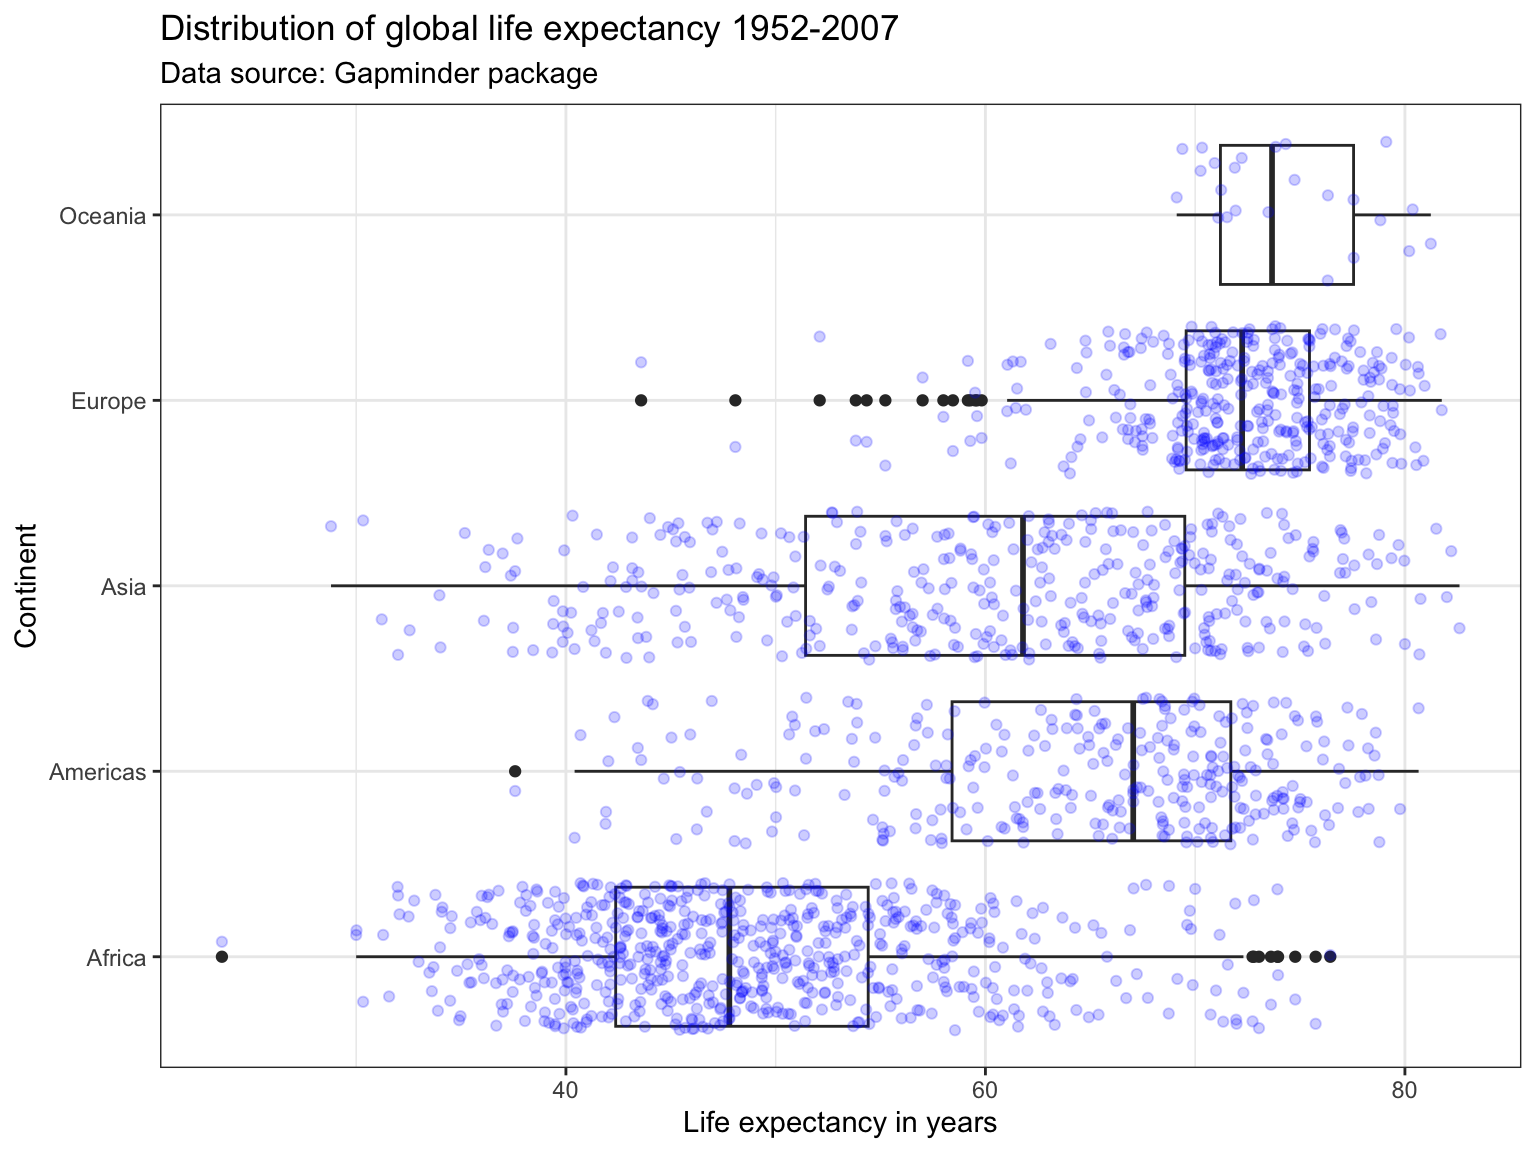 Distribution of global life expectancy 1952-2007
Data source: Gapminder package
Continent
Oceania
Europe
Asia
Americas
Africa
40 60 80
Life expectancy in years